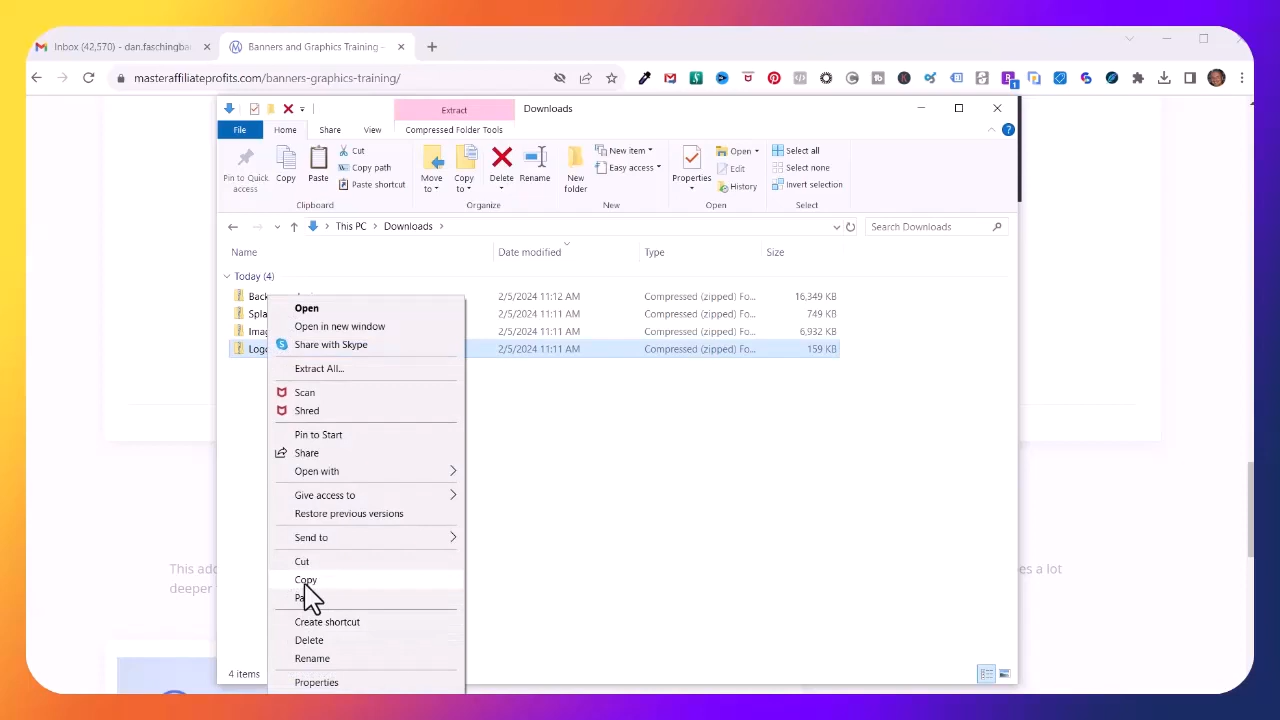 Inbox (42,570) - dan.faschingba
Banners and Graphics Training –
masteraffiliateprofits.com/banners-graphics-training/
1
Extract
Downloads
File
Home
Share
View
Compressed Folder Tools
Pin to Quick access
Copy
Paste
Cut
Copy path
Paste shortcut
Clipboard
Move to
Copy to
Delete
Rename
Organize
New folder
New item
Easy access
New
Properties
Open
Edit
History
Open
Select all
Select none
Invert selection
Select
This PC
Downloads
Search Downloads
Name
Date modified
Type
Size
Today (4)
Back
2/5/2024 11:12 AM
Compressed (zipped) Fo...
16,349 KB
Spla
2/5/2024 11:11 AM
Compressed (zipped) Fo...
749 KB
Imag
2/5/2024 11:11 AM
Compressed (zipped) Fo...
6,932 KB
Logo
2/5/2024 11:11 AM
Compressed (zipped) Fo...
159 KB
Open
Open in new window
Share with Skype
Extract All...
Scan
Shred
Pin to Start
Share
Open with
Give access to
Restore previous versions
Send to
Cut
Copy
Create shortcut
Delete
Rename
Properties
This add
es a lot
deeper
4 items